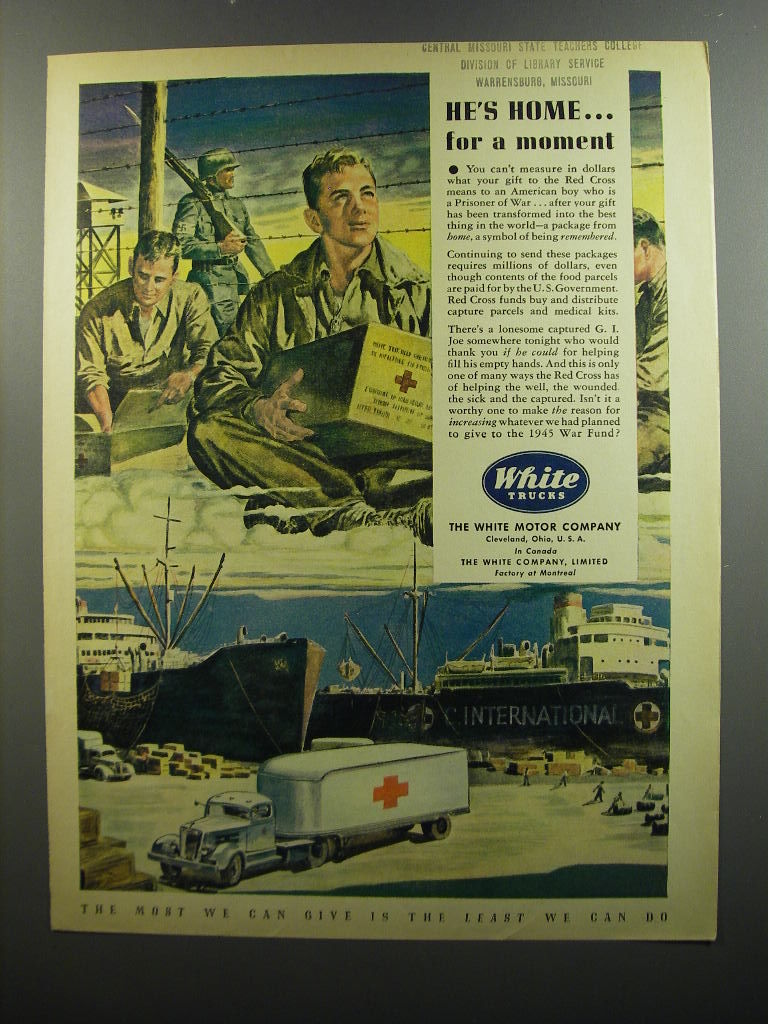 CENTRAL MISSOURI STATE TEACHERS COLLEGE
DIVISION OF LIBRARY SERVICE
WARRENSBURG, MISSOURI
HE'S HOME...
for a moment
● You can't measure in dollars
what your gift to the Red Cross
means to an American boy who is
a Prisoner of War ... after your gift
has been transformed into the best
thing in the world—a package from
home, a symbol of being remembered.
Continuing to send these packages
requires millions of dollars, even
though contents of the food parcels
are paid for by the U.S. Government.
Red Cross funds buy and distribute
capture parcels and medical kits.
There's a lonesome captured G. I.
Joe somewhere tonight who would
thank you if he could for helping
fill his empty hands. And this is only
one of many ways the Red Cross has
of helping the well, the wounded,
the sick and the captured. Isn't it a
worthy one to make the reason for
increasing whatever we had planned
to give to the 1945 War Fund?
White
TRUCKS
THE WHITE MOTOR COMPANY
Cleveland, Ohio, U. S. A.
In Canada
THE WHITE COMPANY, LIMITED
Factory at Montreal
C. INTERNATIONAL
THE MOST WE CAN GIVE IS THE LEAST WE CAN DO